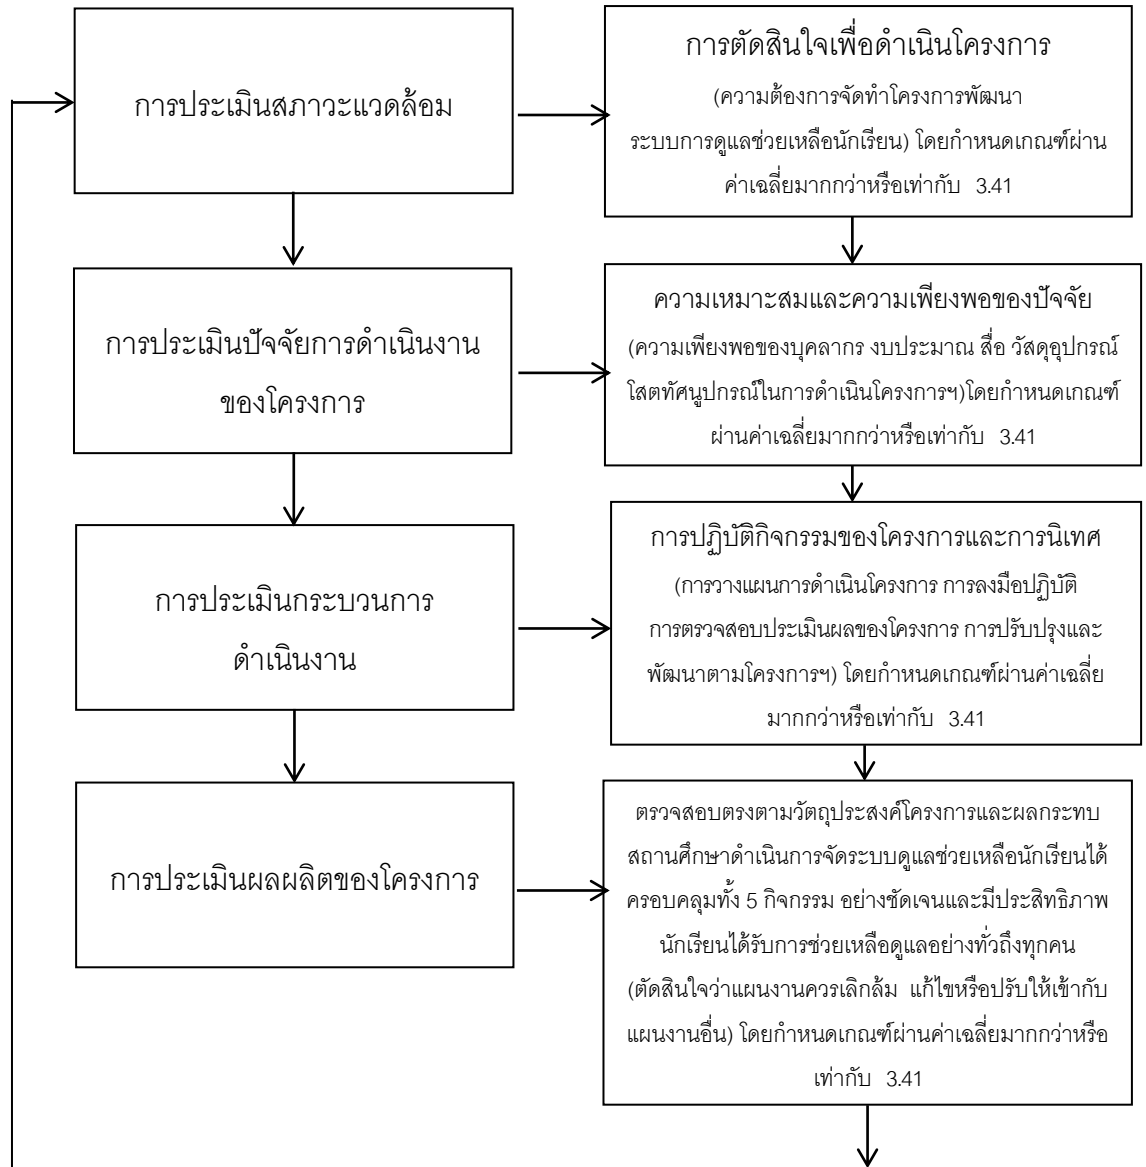 การประเมินสภาวะแวดล้อม
การตัดสินใจเพื่อดำเนินโครงการ
(ความต้องการจัดทำโครงการพัฒนา
ระบบการดูแลช่วยเหลือนักเรียน) โดยกำหนดเกณฑ์ผ่าน
ค่าเฉลี่ยมากกว่าหรือเท่ากับ 3.41
การประเมินปัจจัยการดำเนินงาน
ของโครงการ
ความเหมาะสมและความเพียงพอของปัจจัย
(ความเพียงพอของบุคลากร งบประมาณ สื่อ วัสดุอุปกรณ์
โสตทัศนูปกรณ์ในการดำเนินโครงการฯ)โดยกำหนดเกณฑ์
ผ่านค่าเฉลี่ยมากกว่าหรือเท่ากับ 3.41
การประเมินกระบวนการ
ดำเนินงาน
การปฏิบัติกิจกรรมของโครงการและการนิเทศ
(การวางแผนการดำเนินโครงการ การลงมือปฏิบัติ
การตรวจสอบประเมินผลของโครงการ การปรับปรุงและ
พัฒนาตามโครงการฯ) โดยกำหนดเกณฑ์ผ่านค่าเฉลี่ย
มากกว่าหรือเท่ากับ 3.41
การประเมินผลผลิตของโครงการ
ตรวจสอบตรงตามวัตถุประสงค์โครงการและผลกระทบ
สถานศึกษาดำเนินการจัดระบบดูแลช่วยเหลือนักเรียนได้
ครอบคลุมทั้ง 5 กิจกรรม อย่างชัดเจนและมีประสิทธิภาพ
นักเรียนได้รับการช่วยเหลือดูแลอย่างทั่วถึงทุกคน
(ตัดสินใจว่าแผนงานควรเลิกล้ม แก้ไขหรือปรับให้เข้ากับ
แผนงานอื่น) โดยกำหนดเกณฑ์ผ่านค่าเฉลี่ยมากกว่าหรือ
เท่ากับ 3.41